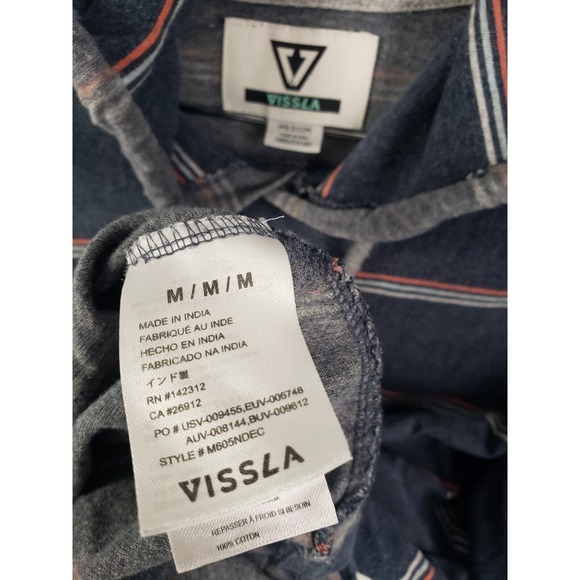 VISSLA
M / M / M
MADE IN INDIA
FABRIQUÉ AU INDE
HECHO EN INDIA
FABRICADO NA INDIA
インド製
RN #142312
CA #26912
PO # USV-009455, EUV-006748
AUV-008144, BUV-009612
STYLE # M605NDEC
VISSLA
REPASSER À FROID SI BESOIN
100% COTON